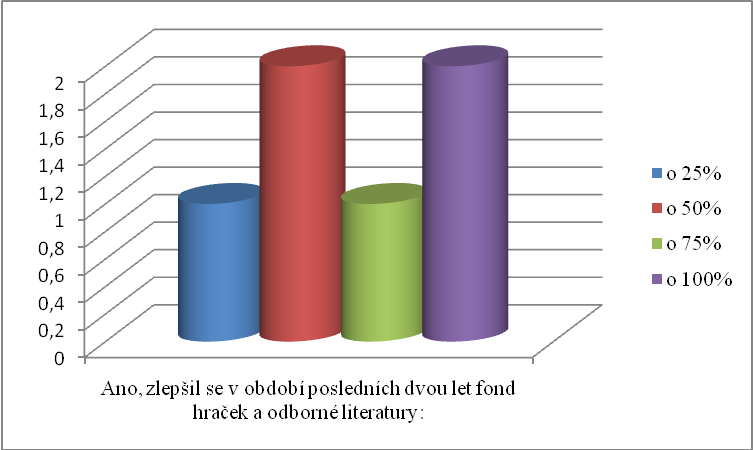 2
1,8
1,6
1,4
1,2
1
0,8
0,6
0,4
0,2
0
Ano, zlepšil se v období posledních dvou let fond
hraček a odborné literatury:
o 25%
o 50%
o 75%
o 100%